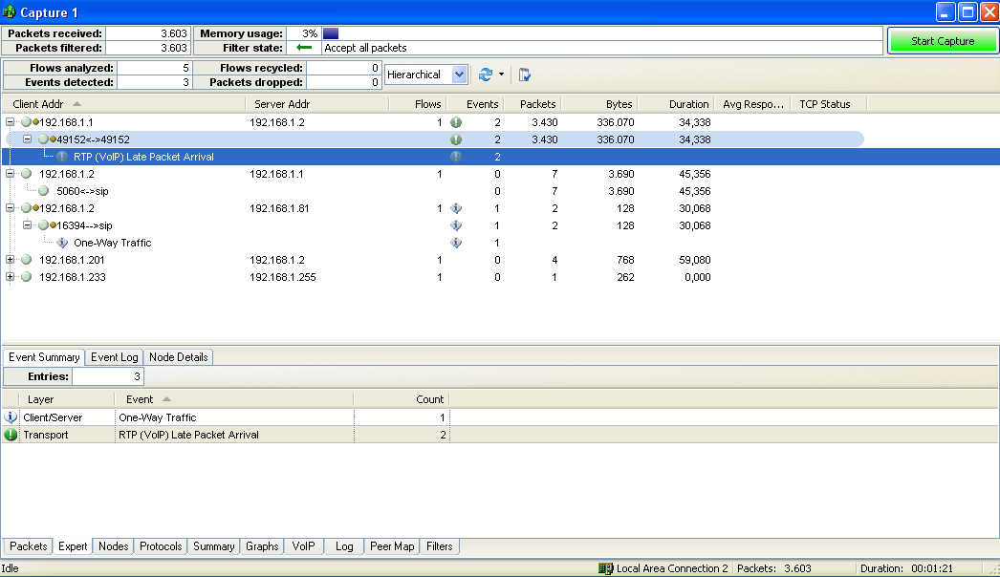 Capture 1
Packets received: 3.603 Memory usage: 3% Start Capture
Packets filtered: 3.603 Filter state: Accept all packets
Flows analyzed: 5 Flows recycled: 0 Hierarchical
Events detected: 3 Packets dropped: 0
Client Addr Server Addr Flows Events Packets Bytes Duration Avg Respo... TCP Status
192.168.1.1 192.168.1.2 1 2 3.430 336.070 34,338
49152<->49152 2 3.430 336.070 34,338
RTP (VoIP) Late Packet Arrival 2
192.168.1.2 192.168.1.1 1 0 7 3.690 45,356
5060<->sip 0 7 3.690 45,356
192.168.1.2 192.168.1.81 1 1 2 128 30,068
16394-->sip 1 2 128 30,068
One-Way Traffic 1
192.168.1.201 192.168.1.2 1 0 4 768 59,080
192.168.1.233 192.168.1.255 1 0 1 262 0,000
Event Summary Event Log Node Details
Entries: 3
Layer Event Count
Client/Server One-Way Traffic 1
Transport RTP (VoIP) Late Packet Arrival 2
Packets Expert Nodes Protocols Summary Graphs VoIP Log Peer Map Filters
Idle Local Area Connection 2 Packets: 3.603 Duration: 00:01:21